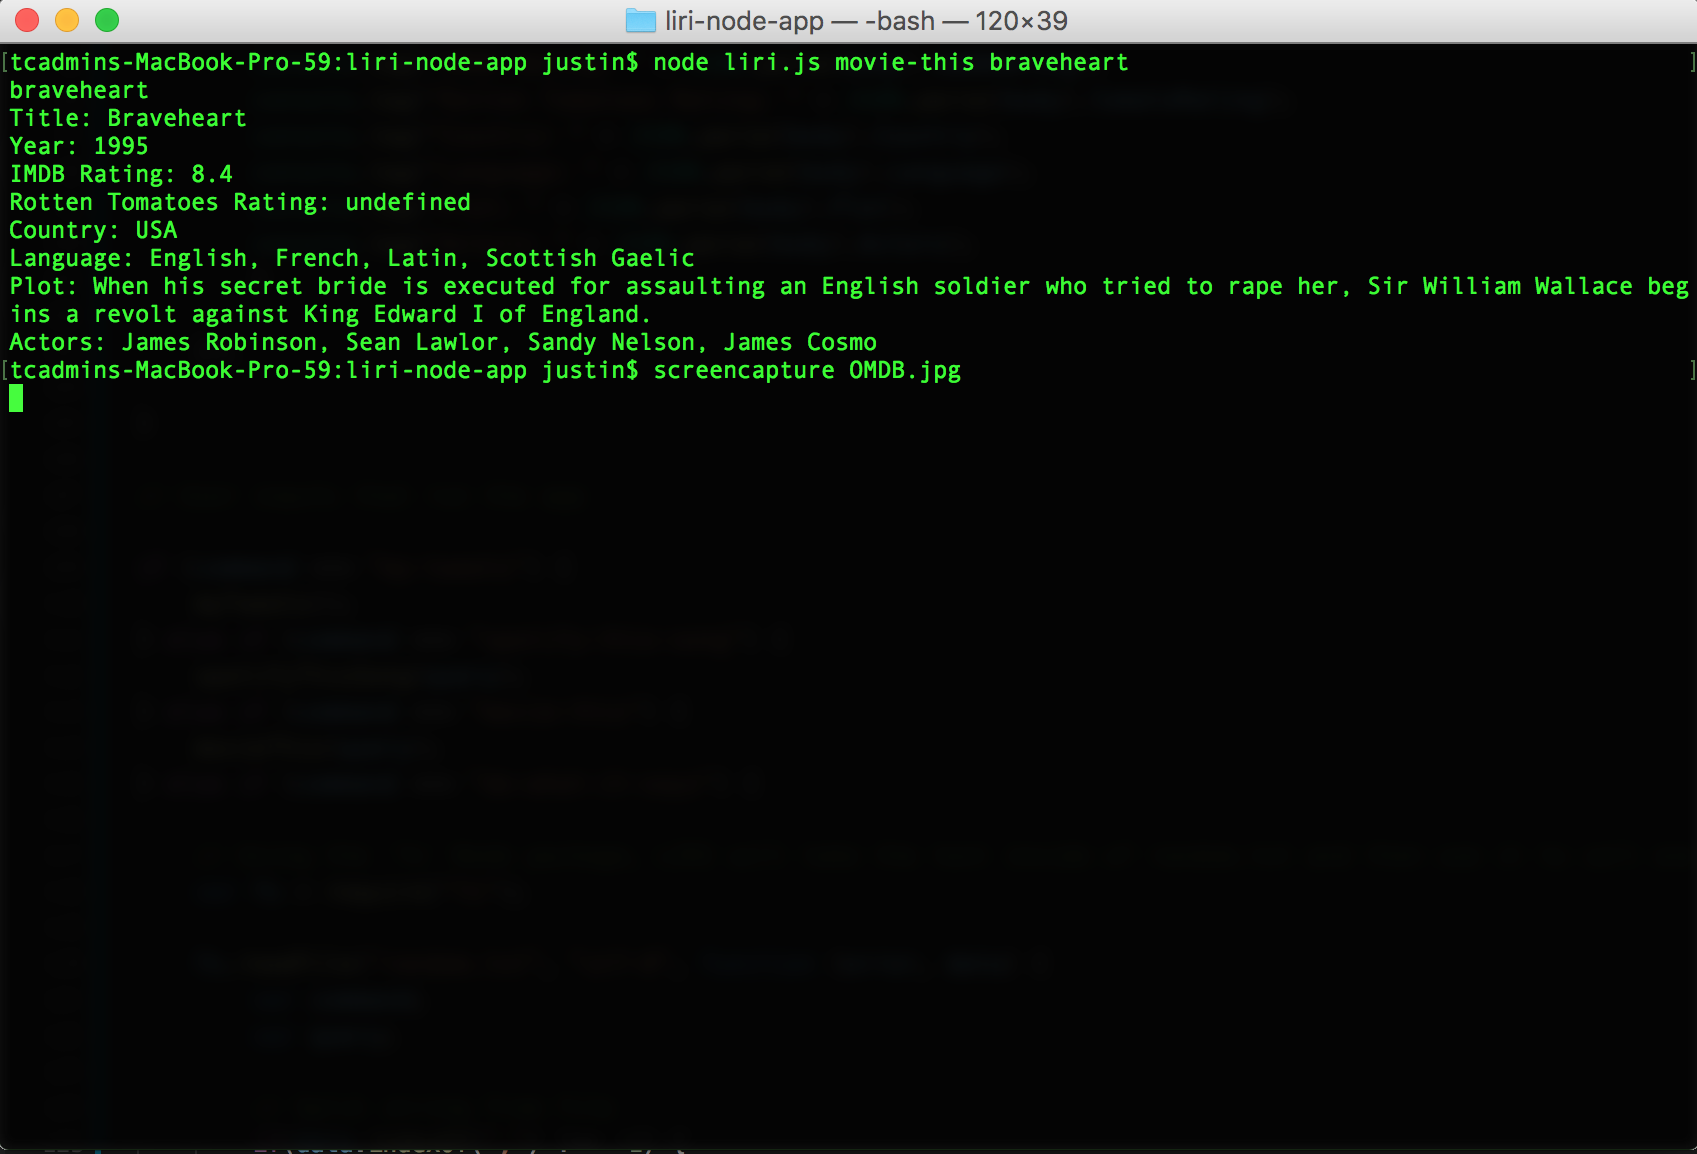 liri-node-app — -bash — 120×39
[tcadmins-MacBook-Pro-59:liri-node-app justin$ node liri.js movie-this braveheart ]
braveheart
Title: Braveheart
Year: 1995
IMDB Rating: 8.4
Rotten Tomatoes Rating: undefined
Country: USA
Language: English, French, Latin, Scottish Gaelic
Plot: When his secret bride is executed for assaulting an English soldier who tried to rape her, Sir William Wallace beg
ins a revolt against King Edward I of England.
Actors: James Robinson, Sean Lawlor, Sandy Nelson, James Cosmo
[tcadmins-MacBook-Pro-59:liri-node-app justin$ screencapture OMDB.jpg ]